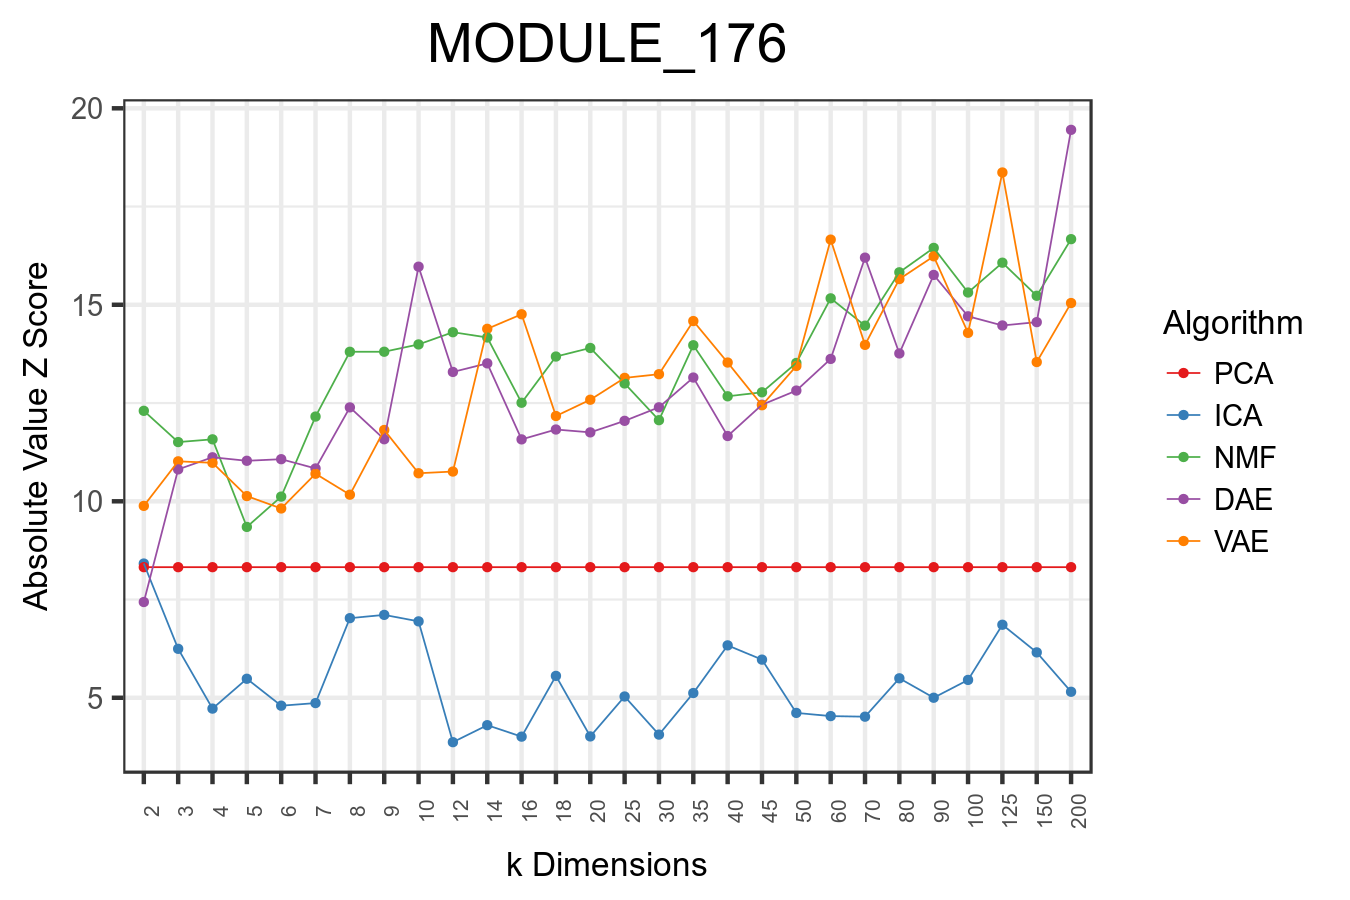 MODULE_176
Absolute Value Z Score
20
15
10
5
2 3 4 5 6 7 8 9 10 12 14 16 18 20 25 30 35 40 45 50 60 70 80 90 100 125 150 200
k Dimensions
Algorithm
PCA
ICA
NMF
DAE
VAE